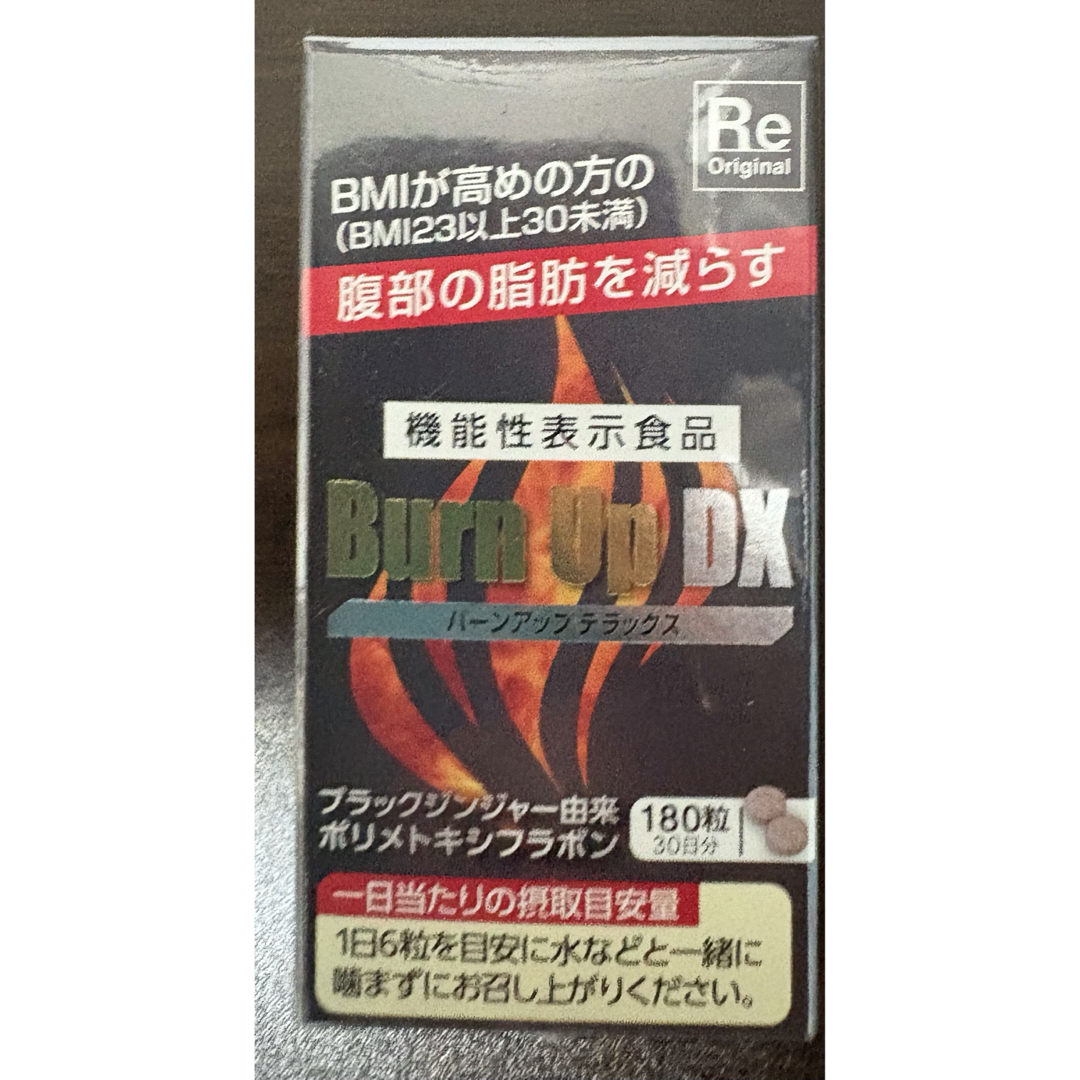 Re
Original
BMIが高めの方の
(BMI23以上30未満)
腹部の脂肪を減らす
機能性表示食品
Burn Up DX
バーンアップ デラックス
ブラックジンジャー由来
ポリメトキシフラボン
180粒
30日分
一日当たりの摂取目安量
1日6粒を目安に水などと一緒に
噛まずにお召し上がりください。